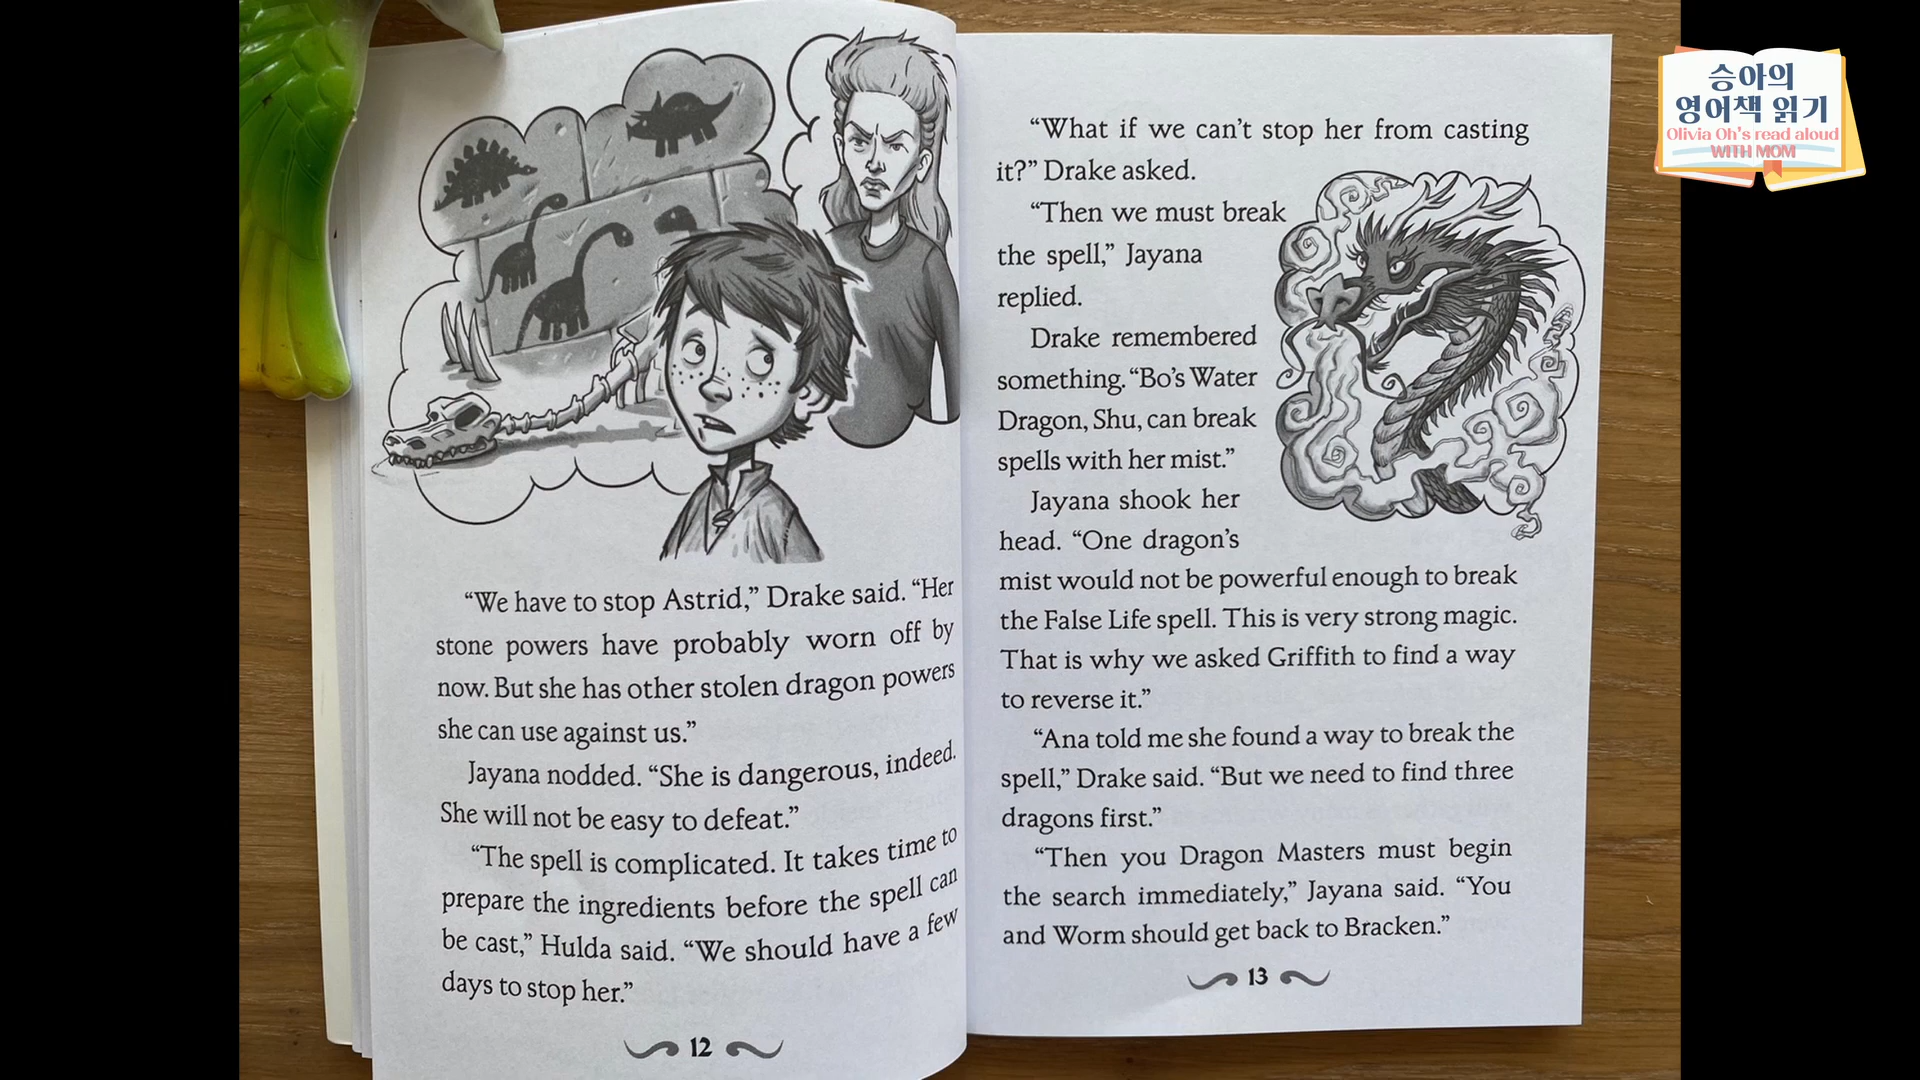 “We have to stop Astrid,” Drake said. “Her
stone powers have probably worn off by
now. But she has other stolen dragon powers
she can use against us.”
Jayana nodded. “She is dangerous, indeed.
She will not be easy to defeat.”
“The spell is complicated. It takes time to
prepare the ingredients before the spell can
be cast,” Hulda said. “We should have a few
days to stop her.”
12
“What if we can’t stop her from casting
it?” Drake asked.
“Then we must break
the spell,” Jayana
replied.
Drake remembered
something. “Bo’s Water
Dragon, Shu, can break
spells with her mist.”
Jayana shook her
head. “One dragon’s
mist would not be powerful enough to break
the False Life spell. This is very strong magic.
That is why we asked Griffith to find a way
to reverse it.”
“Ana told me she found a way to break the
spell,” Drake said. “But we need to find three
dragons first.”
“Then you Dragon Masters must begin
the search immediately,” Jayana said. “You
and Worm should get back to Bracken.”
13
승아의
영어책 읽기
Olivia Oh's read aloud
WITH MOM